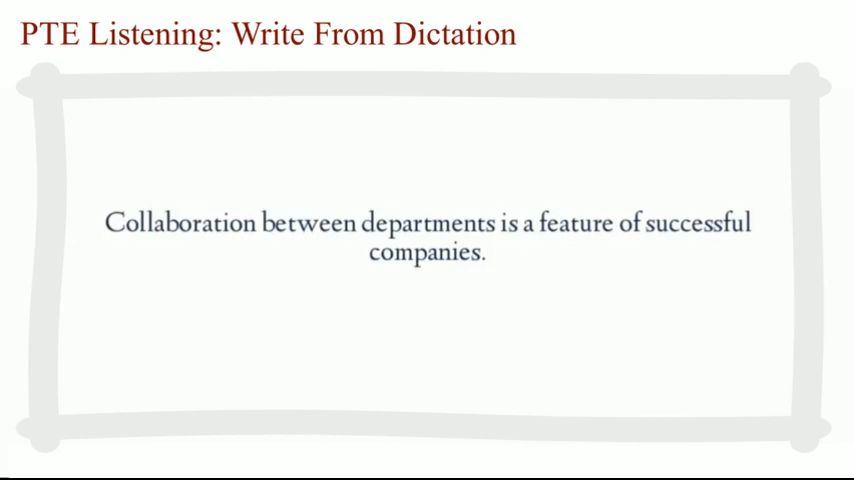 PTE Listening: Write From Dictation
Collaboration between departments is a feature of successful
companies.